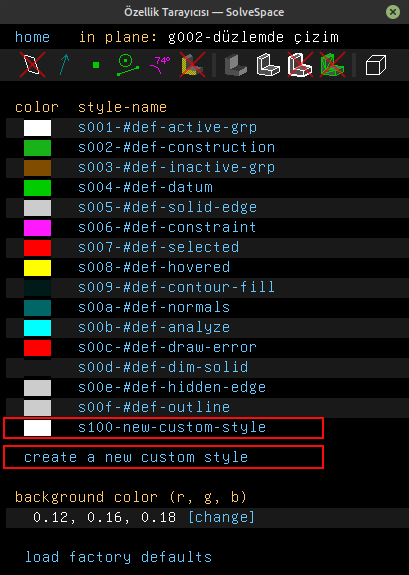 Özellik Tarayıcısı — SolveSpace
home in plane: g002-düzlemde çizim
74°
color style-name
s001-#def-active-grp
s002-#def-construction
s003-#def-inactive-grp
s004-#def-datum
s005-#def-solid-edge
s006-#def-constraint
s007-#def-selected
s008-#def-hovered
s009-#def-contour-fill
s00a-#def-normals
s00b-#def-analyze
s00c-#def-draw-error
s00d-#def-dim-solid
s00e-#def-hidden-edge
s00f-#def-outline
s100-new-custom-style
create a new custom style
background color (r, g, b)
0.12, 0.16, 0.18 [change]
load factory defaults